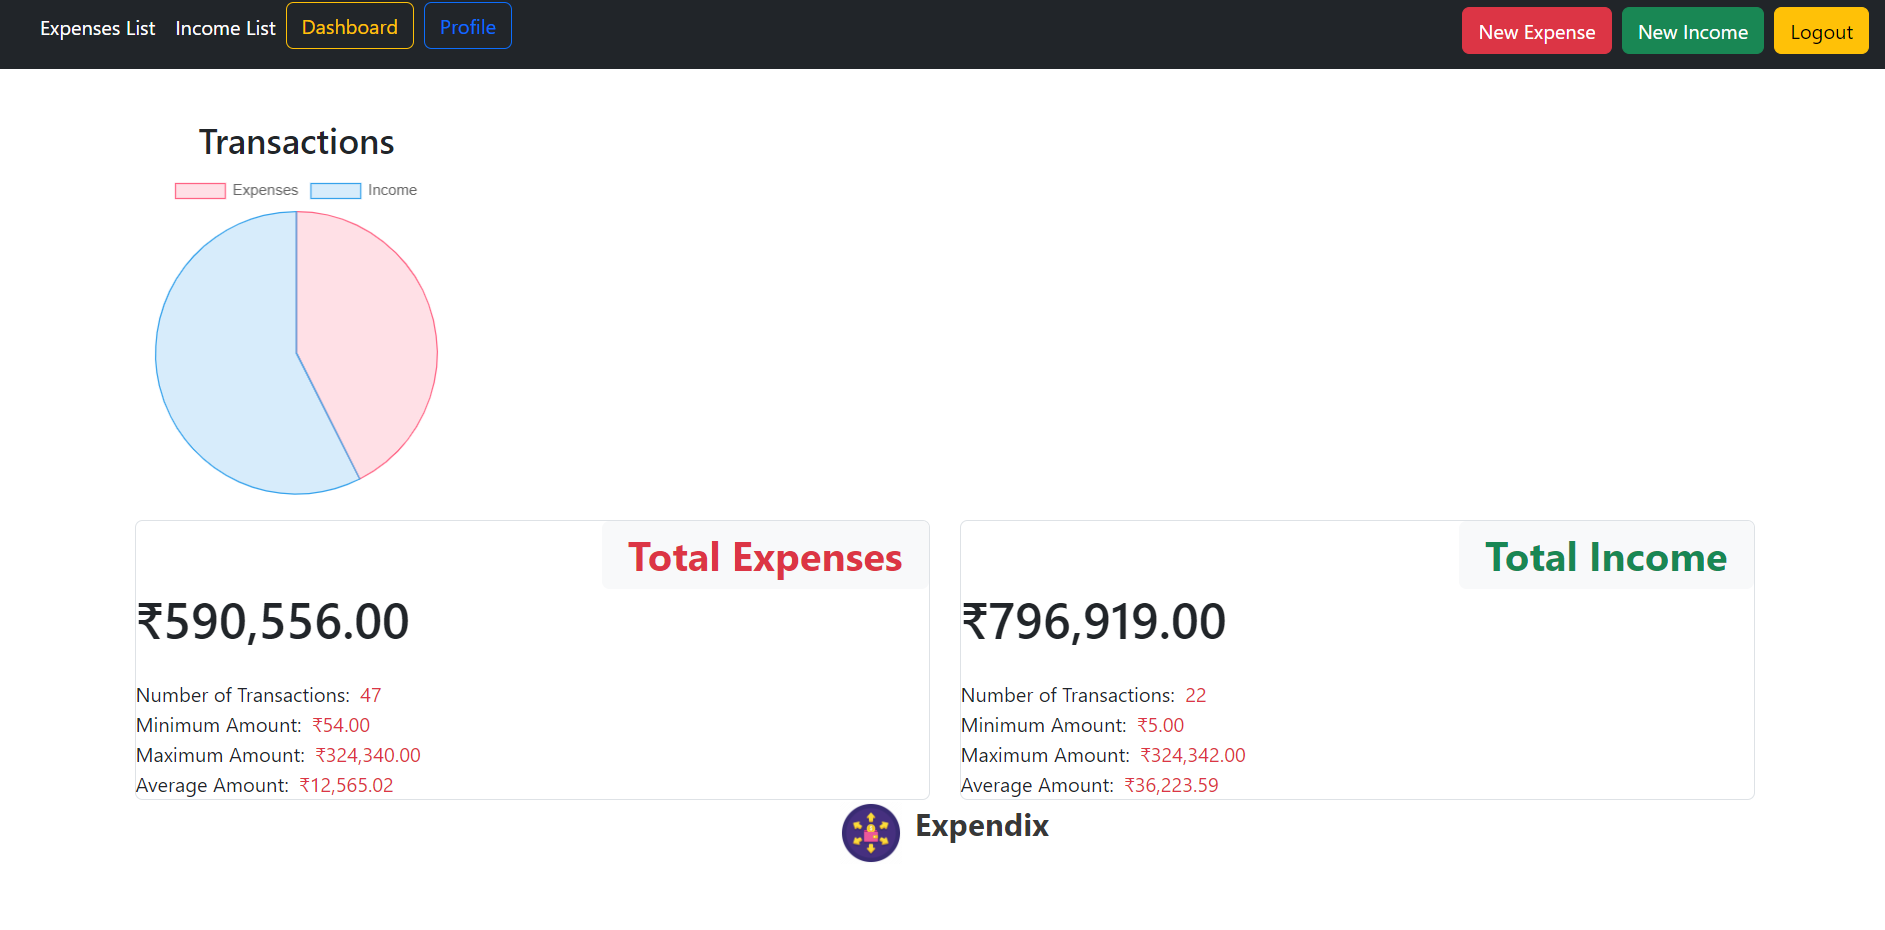 Expenses List Income List Dashboard Profile New Expense New Income Logout
Transactions
Expenses Income
Total Expenses
₹590,556.00
Number of Transactions: 47
Minimum Amount: ₹54.00
Maximum Amount: ₹324,340.00
Average Amount: ₹12,565.02
Total Income
₹796,919.00
Number of Transactions: 22
Minimum Amount: ₹5.00
Maximum Amount: ₹324,342.00
Average Amount: ₹36,223.59
Expendix